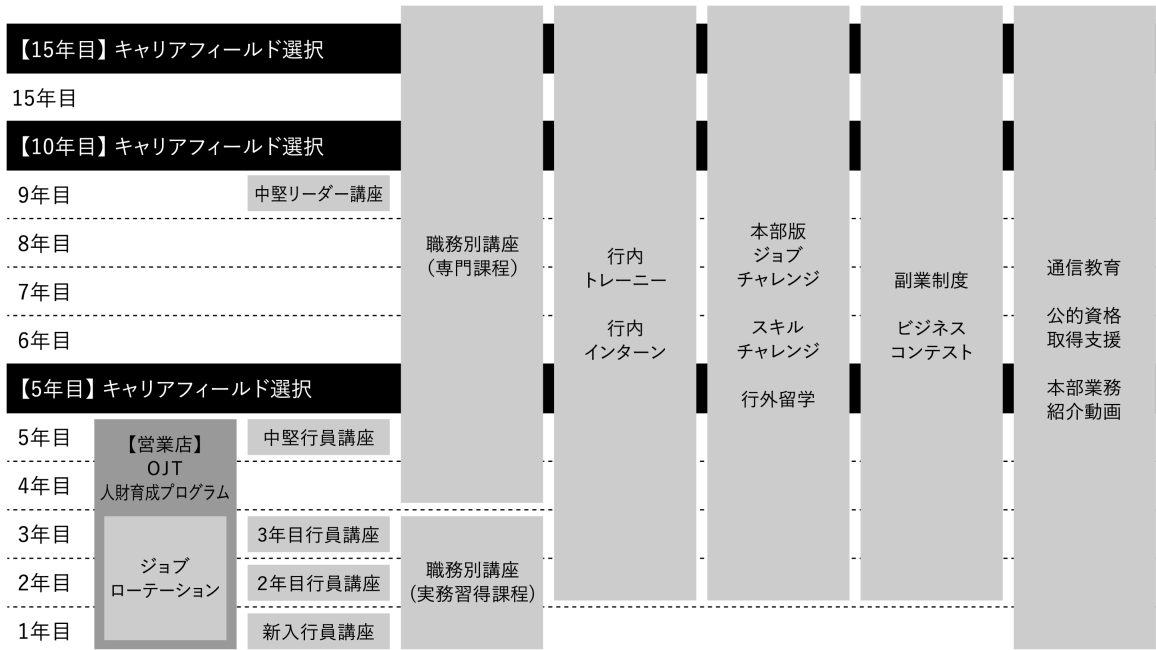 【15年目】キャリアフィールド選択
15年目
【10年目】キャリアフィールド選択
9年目
中堅リーダー講座
8年目
7年目
6年目
【5年目】キャリアフィールド選択
5年目
4年目
3年目
2年目
1年目
【営業店】
OJT
人財育成プログラム
ジョブ
ローテーション
中堅行員講座
3年目行員講座
2年目行員講座
新入行員講座
職務別講座
（専門課程）
職務別講座
（実務習得課程）
行内
トレーニー
行内
インターン
本部版
ジョブ
チャレンジ
スキル
チャレンジ
行外留学
副業制度
ビジネス
コンテスト
通信教育
公的資格
取得支援
本部業務
紹介動画